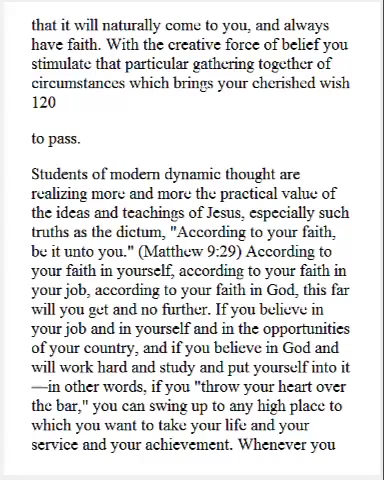 that it will naturally come to you, and always
have faith. With the creative force of belief you
stimulate that particular gathering together of
circumstances which brings your cherished wish
120
to pass.
Students of modern dynamic thought are
realizing more and more the practical value of
the ideas and teachings of Jesus, especially such
truths as the dictum, "According to your faith,
be it unto you." (Matthew 9:29) According to
your faith in yourself, according to your faith in
your job, according to your faith in God, this far
will you get and no further. If you believe in
your job and in yourself and in the opportunities
of your country, and if you believe in God and
will work hard and study and put yourself into it
—in other words, if you "throw your heart over
the bar," you can swing up to any high place to
which you want to take your life and your
service and your achievement. Whenever you